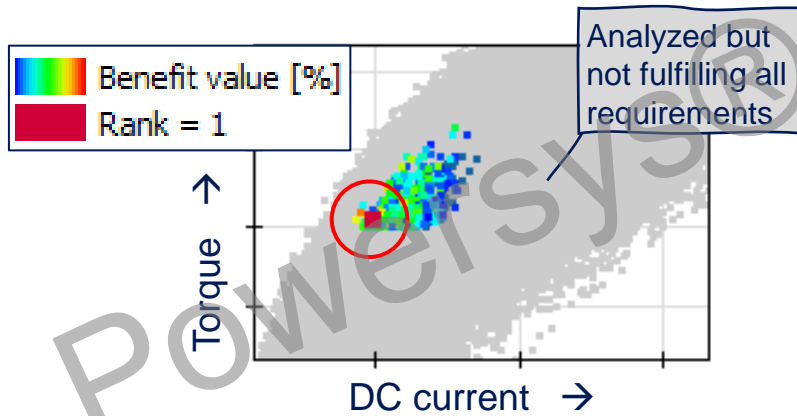 Analyzed but
not fulfilling all
requirements
Benefit value [%]
Rank = 1
Torque →
DC current →
Powersys®